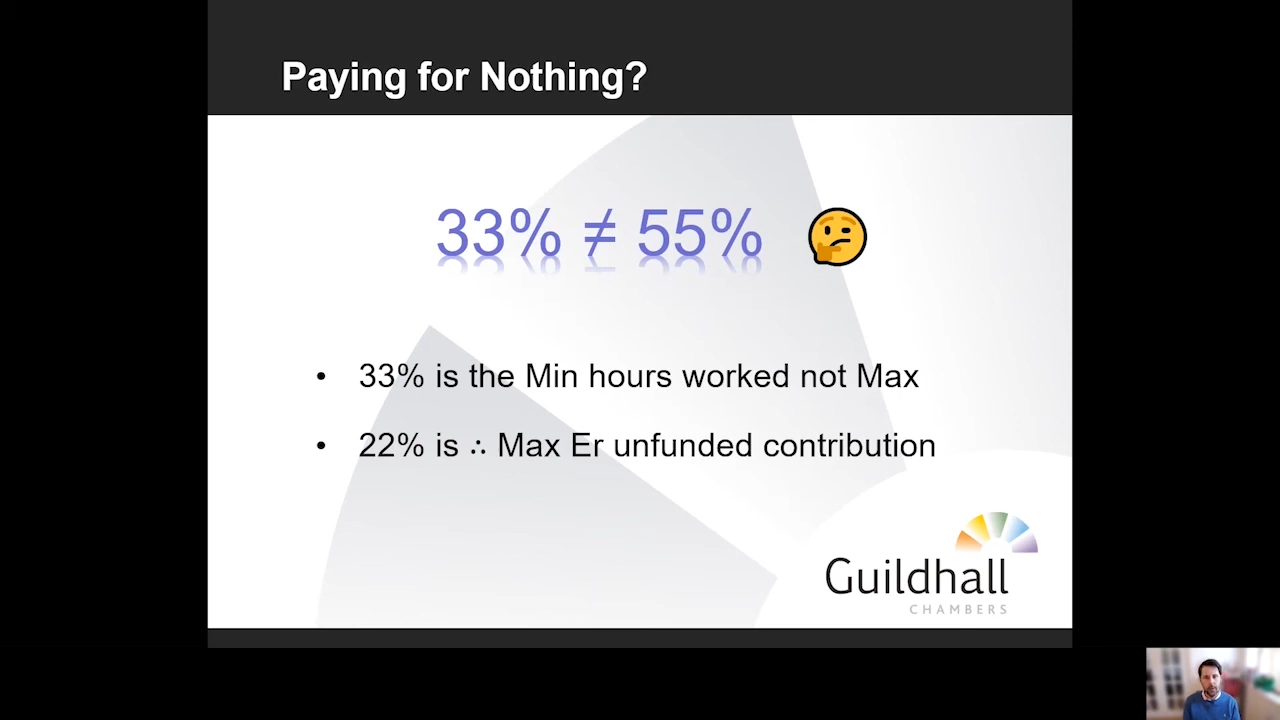 Paying for Nothing?
33% ≠ 55%
• 33% is the Min hours worked not Max
• 22% is ∴ Max Er unfunded contribution
Guildhall
CHAMBERS